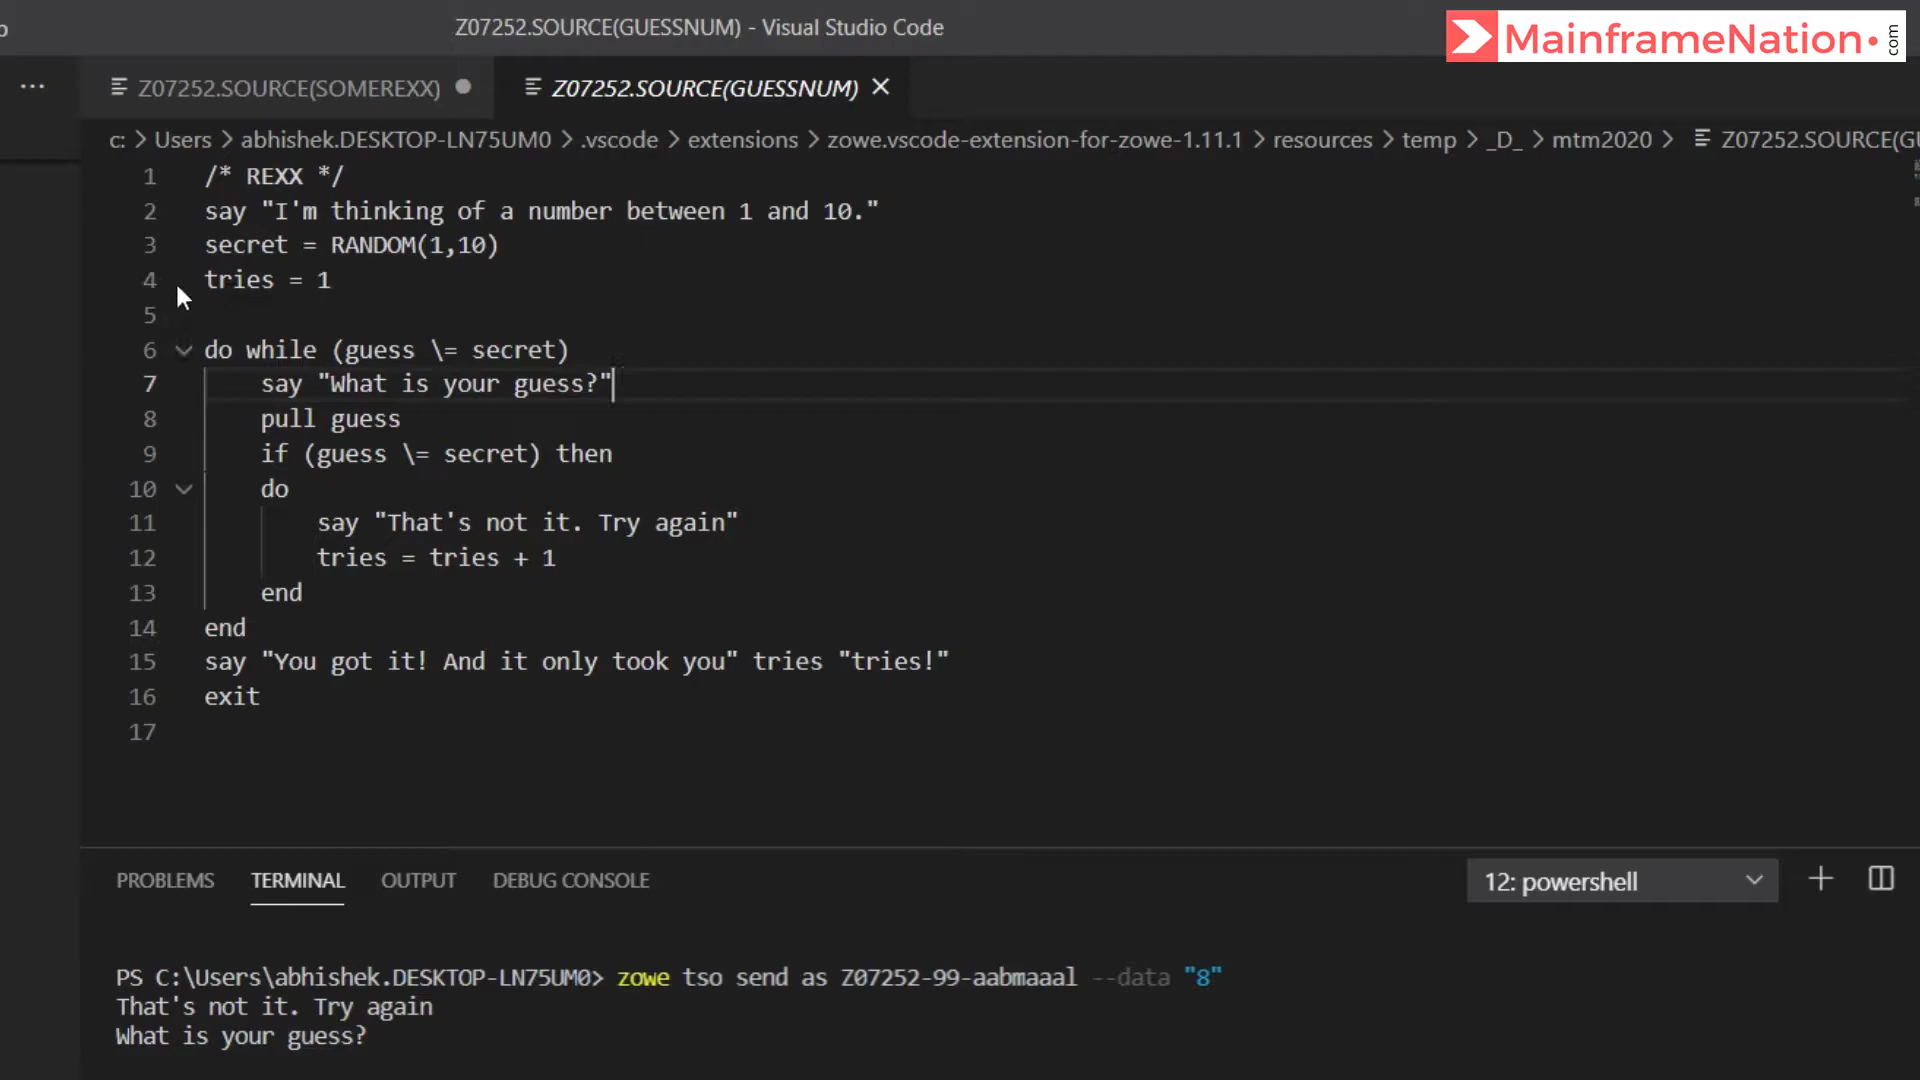 Z07252.SOURCE(GUESSNUM) - Visual Studio Code
MainframeNation.com
Z07252.SOURCE(SOMEREXX)
Z07252.SOURCE(GUESSNUM)
c: > Users > abhishek.DESKTOP-LN75UM0 > .vscode > extensions > zowe.vscode-extension-for-zowe-1.11.1 > resources > temp > _D_ > mtm2020 > Z07252.SOURCE(GU
1 /* REXX */
2 say "I'm thinking of a number between 1 and 10."
3 secret = RANDOM(1,10)
4 tries = 1
5
6 do while (guess \= secret)
7 say "What is your guess?"
8 pull guess
9 if (guess \= secret) then
10 do
11 say "That's not it. Try again"
12 tries = tries + 1
13 end
14 end
15 say "You got it! And it only took you" tries "tries!"
16 exit
17
PROBLEMS TERMINAL OUTPUT DEBUG CONSOLE
12: powershell
PS C:\Users\abhishek.DESKTOP-LN75UM0> zowe tso send as Z07252-99-aabmaaal --data "8"
That's not it. Try again
What is your guess?